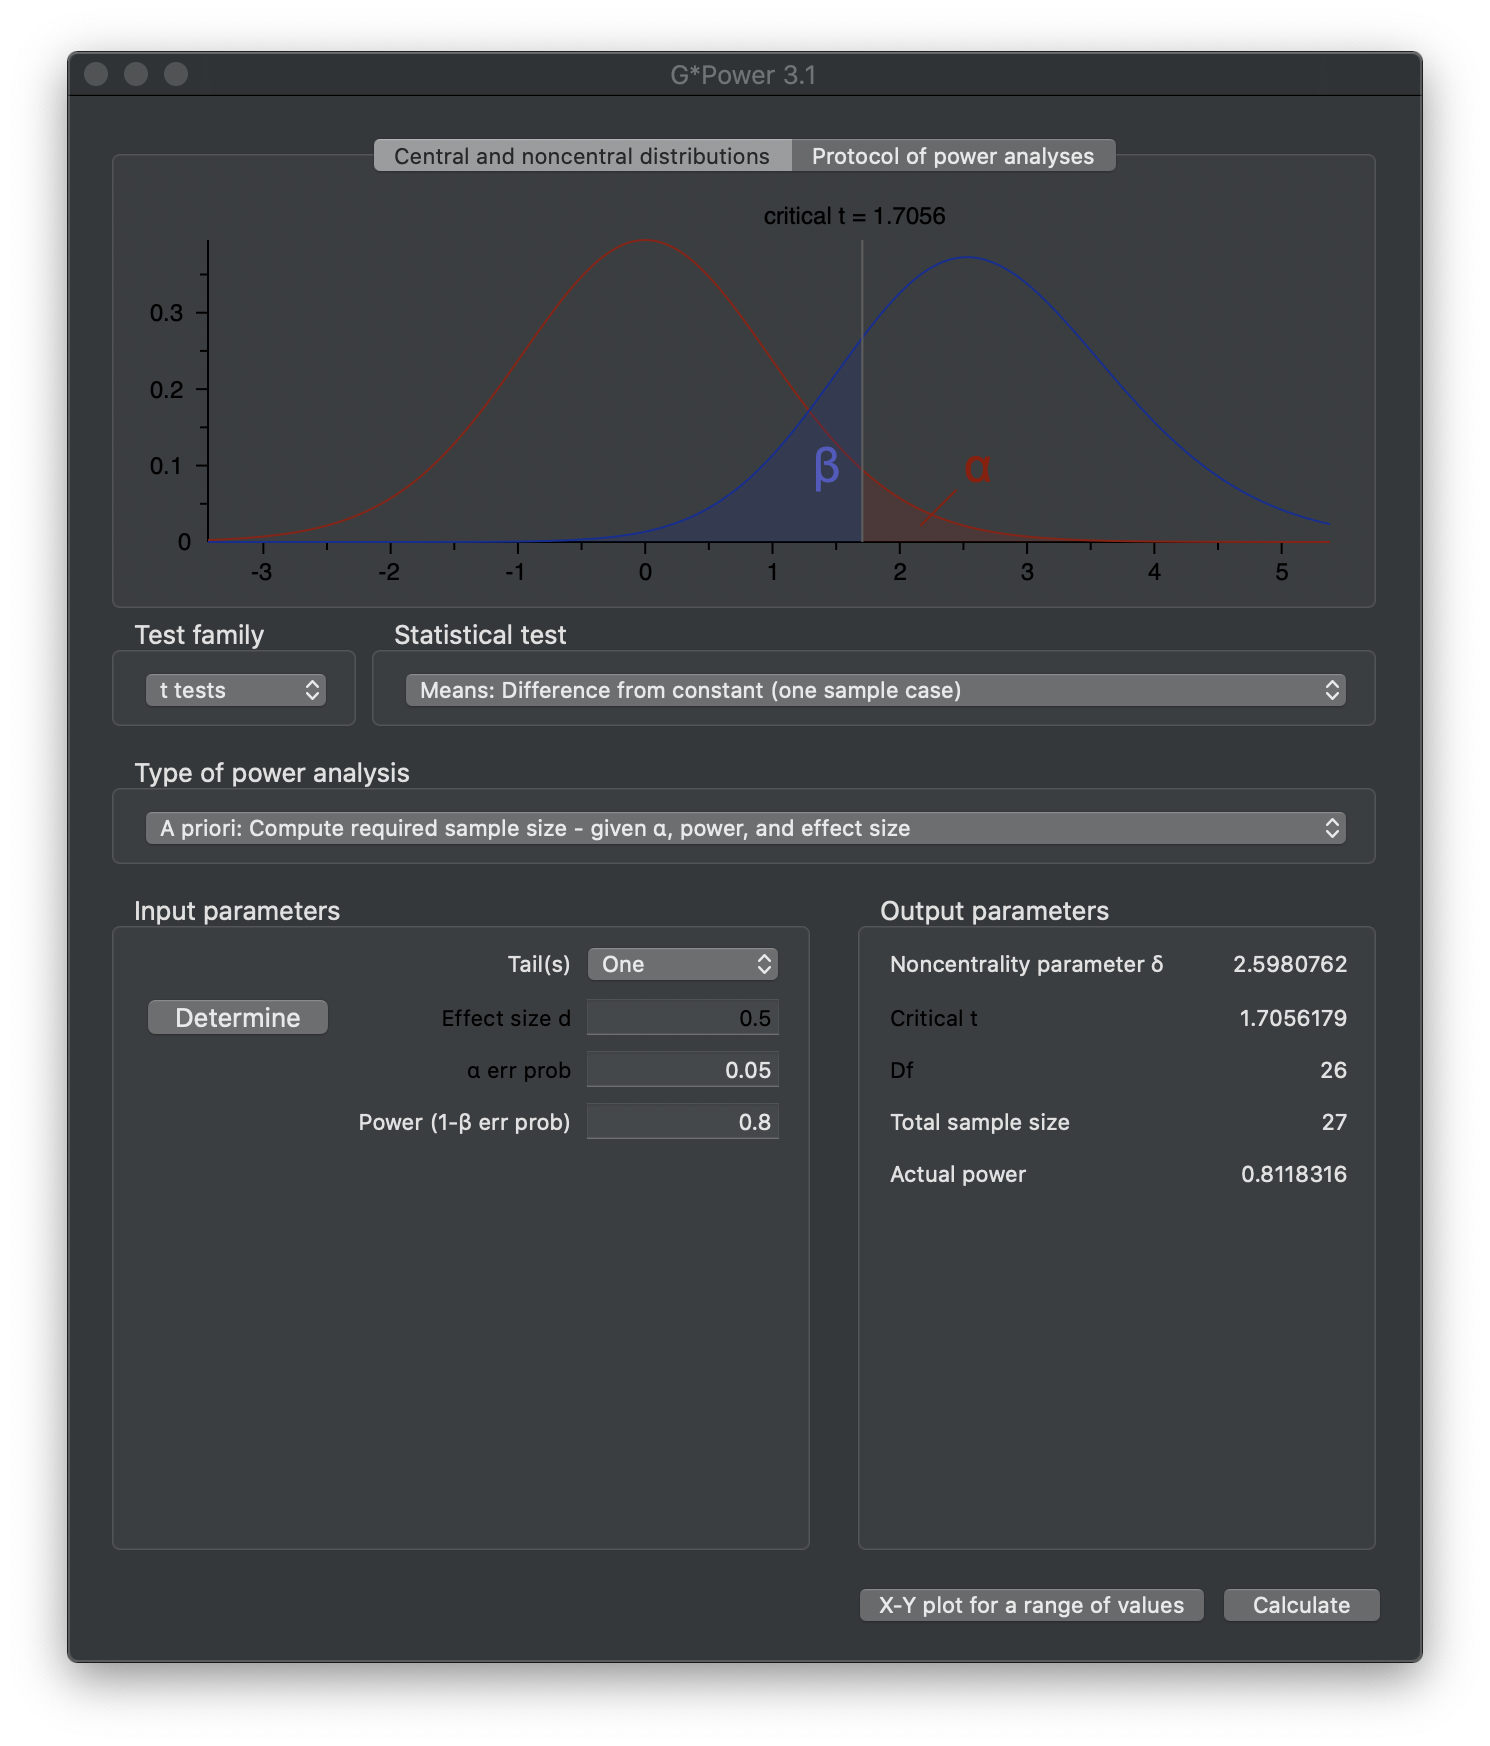 G*Power 3.1
Central and noncentral distributions Protocol of power analyses
critical t = 1.7056
0.3
0.2
0.1
0
β
α
-3 -2 -1 0 1 2 3 4 5
Test family Statistical test
t tests Means: Difference from constant (one sample case)
Type of power analysis
A priori: Compute required sample size - given α, power, and effect size
Input parameters
Tail(s) One
Determine Effect size d 0.5
α err prob 0.05
Power (1-β err prob) 0.8
Output parameters
Noncentrality parameter δ 2.5980762
Critical t 1.7056179
Df 26
Total sample size 27
Actual power 0.8118316
X-Y plot for a range of values Calculate